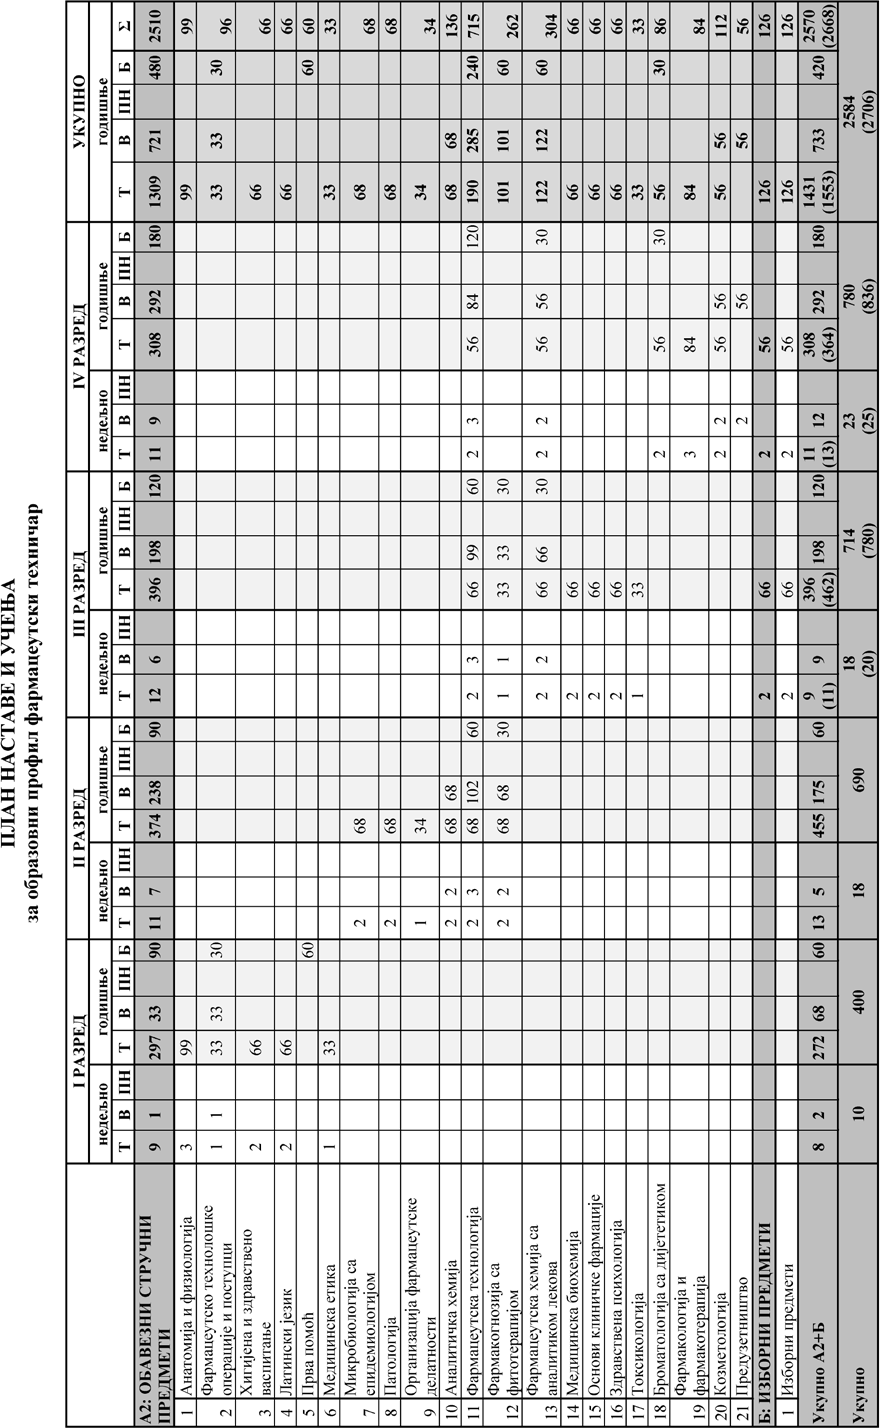 ПЛАН НАСТАВЕ И УЧЕЊА
за образовни профил фармацеутски техничар
I РАЗРЕД II РАЗРЕД III РАЗРЕД IV РАЗРЕД УКУПНО
недељно годишње недељно годишње недељно годишње недељно годишње годишње
Т В ПН Т В ПН Б Т В ПН Т В ПН Б Т В ПН Т В ПН Б Т В ПН Т В ПН Б Т В ПН Б Σ
А2: ОБАВЕЗНИ СТРУЧНИ
ПРЕДМЕТИ 9 1 297 33 90 11 7 374 238 90 12 6 396 198 120 11 9 308 292 180 1309 721 480 2510
1 Анатомија и физиологија 3 99 99 99
Фармацеутско технолошке
2 операције и поступци 1 1 33 33 30 33 33 30 96
Хигијена и здравствено
3 васпитање 2 66 66 66
4 Латински језик 2 66 66 66
5 Прва помоћ 60 60 60
6 Медицинска етика 1 33 33 33
Микробиологија са
7 епидемиологијом 2 68 68 68
8 Патологија 2 68 68 68
Организација фармацеутске
9 делатности 1 34 34 34
10 Аналитичка хемија 2 2 68 68 68 68 136
11 Фармацеутска технологија 2 3 68 102 60 2 3 66 99 60 2 3 56 84 120 190 285 240 715
Фармакогнозија са
12 фитотерапијом 2 2 68 68 30 1 1 33 33 30 101 101 60 262
Фармацеутска хемија са
13 аналитиком лекова 2 2 66 66 30 2 2 56 56 30 122 122 60 304
14 Медицинска биохемија 2 66 66 66
15 Основи клиничке фармације 2 66 66 66
16 Здравствена психологија 2 66 66 66
17 Токсикологија 1 33 33 33
18 Броматологија са дијететиком 2 56 30 56 30 86
Фармакологија и
19 фармакотерапија 3 84 84 84
20 Козметологија 2 2 56 56 56 56 112
21 Предузетништво 2 56 56 56
Б: ИЗБОРНИ ПРЕДМЕТИ 2 66 2 56 126 126
1 Изборни предмети 2 66 2 56 126 126
Укупно А2+Б 8 2 272 68 60 13 5 455 175 60 9 9 396 198 120 11 12 308 292 180 1431 733 420 2570
(11) (462) (13) (364) (1553) (2668)
Укупно 10 400 18 690 18 714 23 780 2584
(20) (780) (25) (836) (2706)